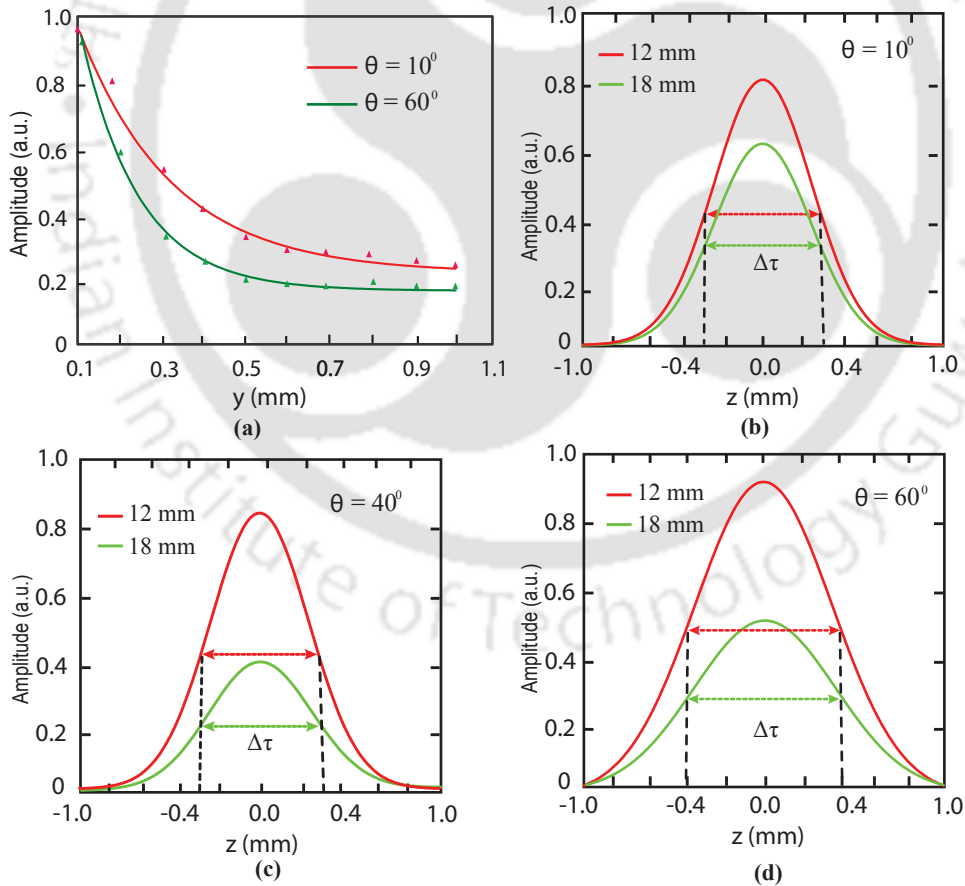 1.0
0.8
0.6
0.4
0.2
0
0.1
0.3
0.5
0.7
0.9
1.1
Amplitude (a.u.)
y (mm)
θ = 10⁰
θ = 60⁰
(a)
1.0
0.8
0.6
0.4
0.2
0
-1.0
-0.4
0.0
0.4
1.0
Amplitude (a.u.)
z (mm)
12 mm
18 mm
θ = 10⁰
Δτ
(b)
1.0
0.8
0.6
0.4
0.2
0
-1.0
-0.4
0.0
0.4
1.0
Amplitude (a.u.)
z (mm)
12 mm
18 mm
θ = 40⁰
Δτ
(c)
1.0
0.8
0.6
0.4
0.2
0
-1.0
-0.4
0.0
0.4
1.0
Amplitude (a.u.)
z (mm)
12 mm
18 mm
θ = 60⁰
Δτ
(d)
Indian Institute of Technology